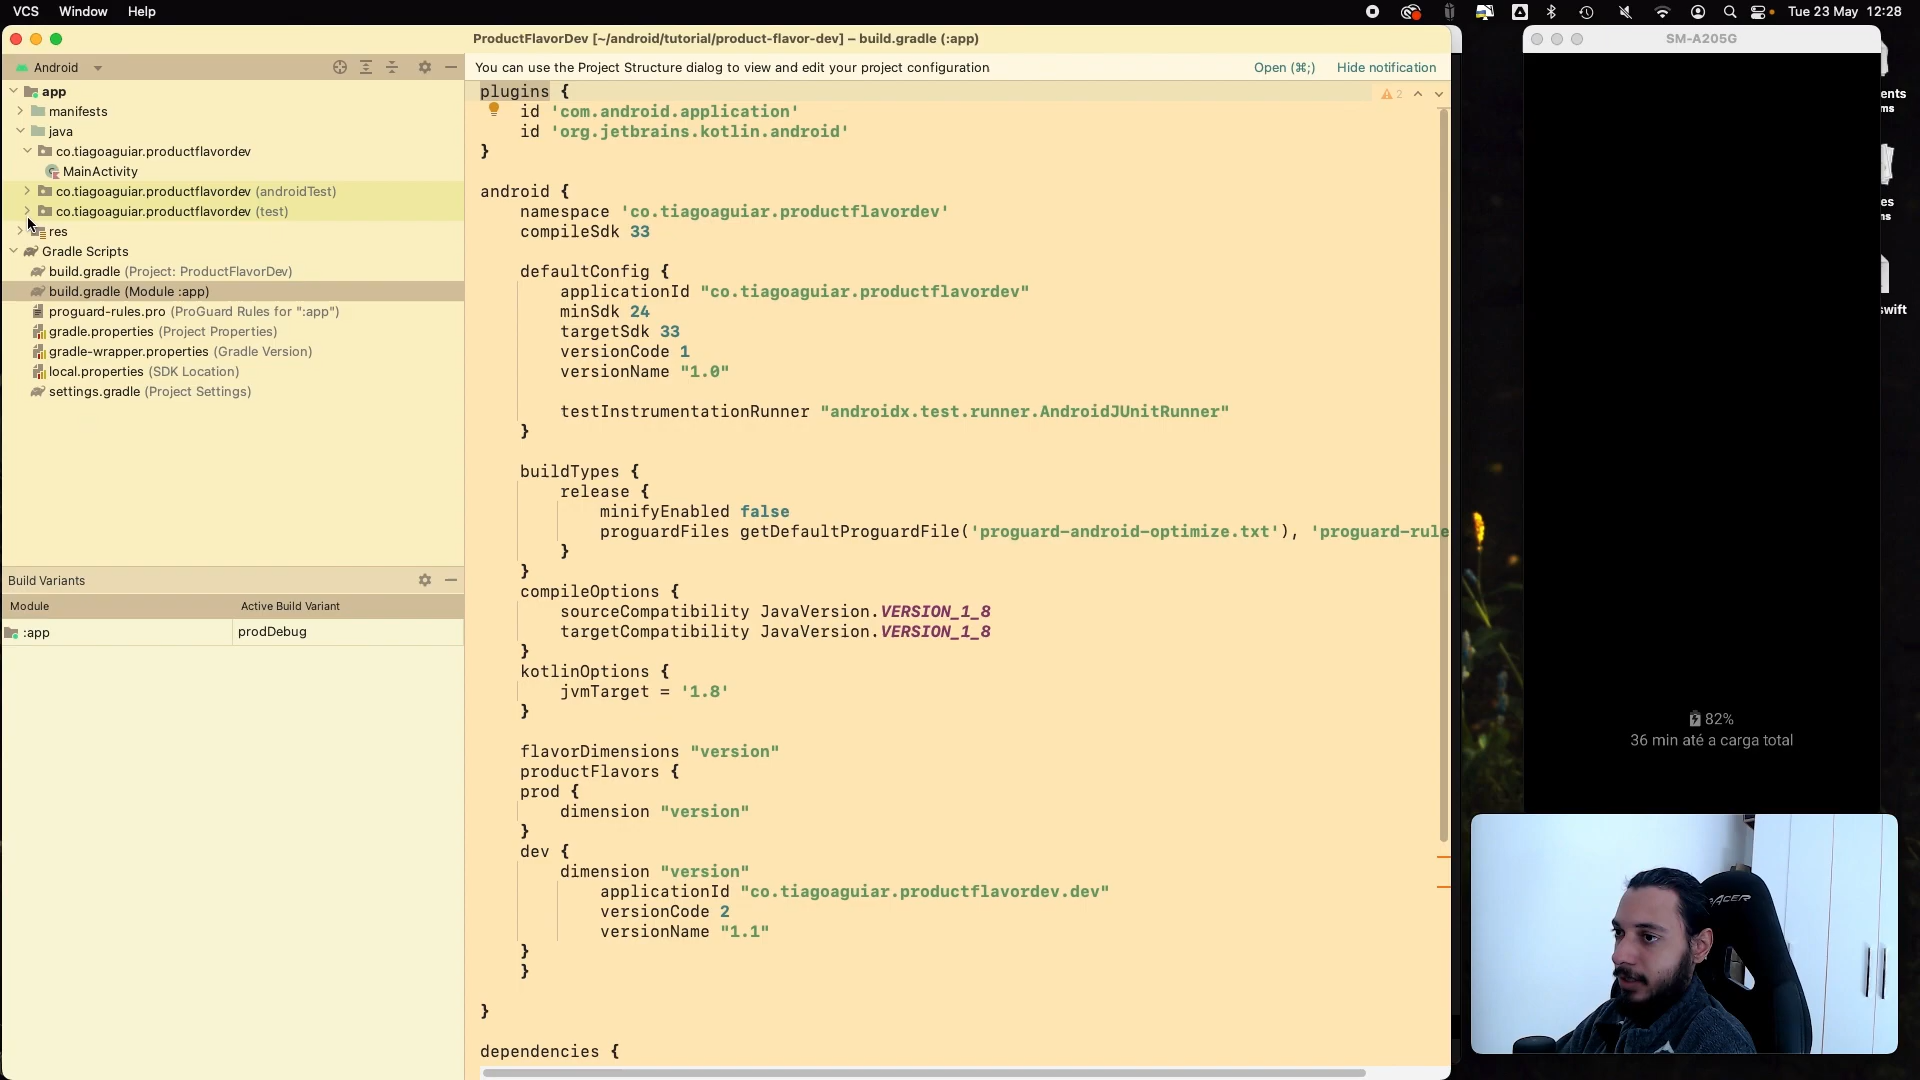 VCS Window Help
Tue 23 May 12:28
ProductFlavorDev [~/android/tutorial/product-flavor-dev] – build.gradle (:app)
SM-A205G
Android
You can use the Project Structure dialog to view and edit your project configuration
Open (⌘;) Hide notification
app
manifests
java
co.tiagoaguiar.productflavordev
MainActivity
co.tiagoaguiar.productflavordev (androidTest)
co.tiagoaguiar.productflavordev (test)
res
Gradle Scripts
build.gradle (Project: ProductFlavorDev)
build.gradle (Module :app)
proguard-rules.pro (ProGuard Rules for ":app")
gradle.properties (Project Properties)
gradle-wrapper.properties (Gradle Version)
local.properties (SDK Location)
settings.gradle (Project Settings)
Build Variants
Module Active Build Variant
:app prodDebug
2
plugins {
id 'com.android.application'
id 'org.jetbrains.kotlin.android'
}
android {
namespace 'co.tiagoaguiar.productflavordev'
compileSdk 33
defaultConfig {
applicationId "co.tiagoaguiar.productflavordev"
minSdk 24
targetSdk 33
versionCode 1
versionName "1.0"
testInstrumentationRunner "androidx.test.runner.AndroidJUnitRunner"
}
buildTypes {
release {
minifyEnabled false
proguardFiles getDefaultProguardFile('proguard-android-optimize.txt'), 'proguard-rule
}
}
compileOptions {
sourceCompatibility JavaVersion.VERSION_1_8
targetCompatibility JavaVersion.VERSION_1_8
}
kotlinOptions {
jvmTarget = '1.8'
}
flavorDimensions "version"
productFlavors {
prod {
dimension "version"
}
dev {
dimension "version"
applicationId "co.tiagoaguiar.productflavordev.dev"
versionCode 2
versionName "1.1"
}
}
}
dependencies {
82%
36 min até a carga total
ents
ms
es
ns
swift